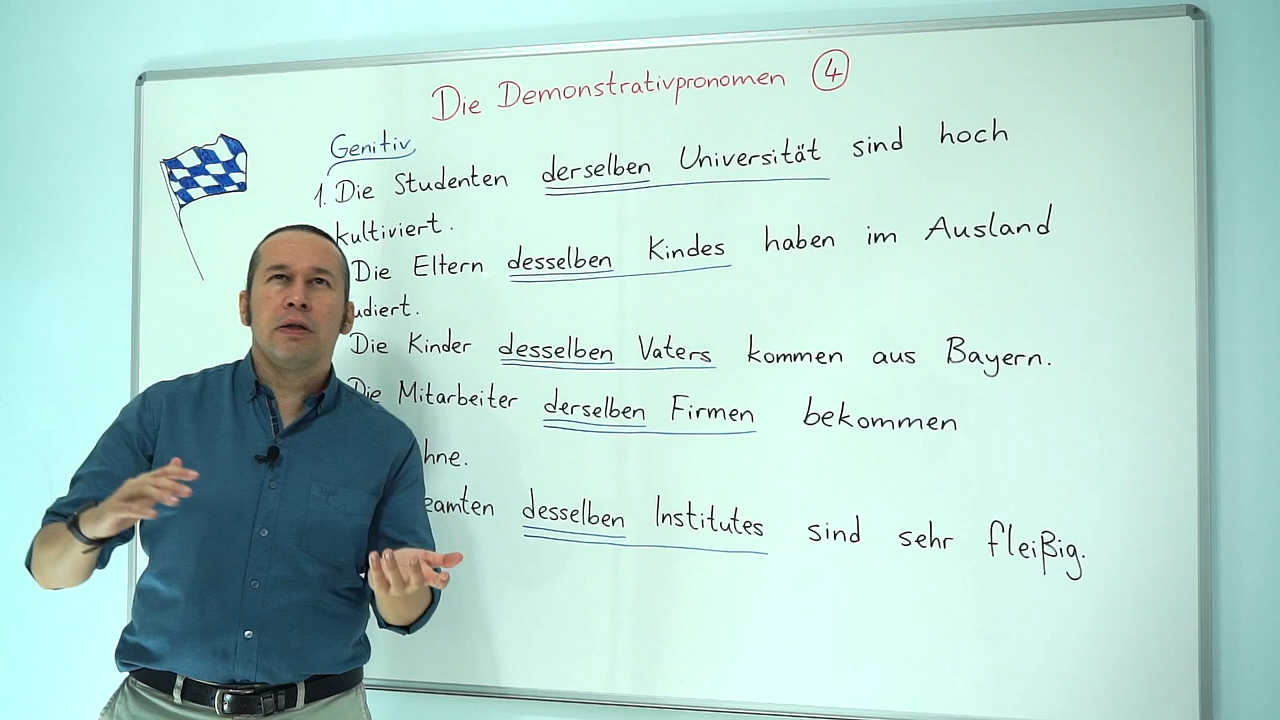 Die Demonstrativpronomen 4
Genitiv
1. Die Studenten derselben Universität sind hoch
kultiviert.
Die Eltern desselben Kindes haben im Ausland
udiert.
Die Kinder desselben Vaters kommen aus Bayern.
Die Mitarbeiter derselben Firmen bekommen
hne.
eamten desselben Institutes sind sehr fleißig.